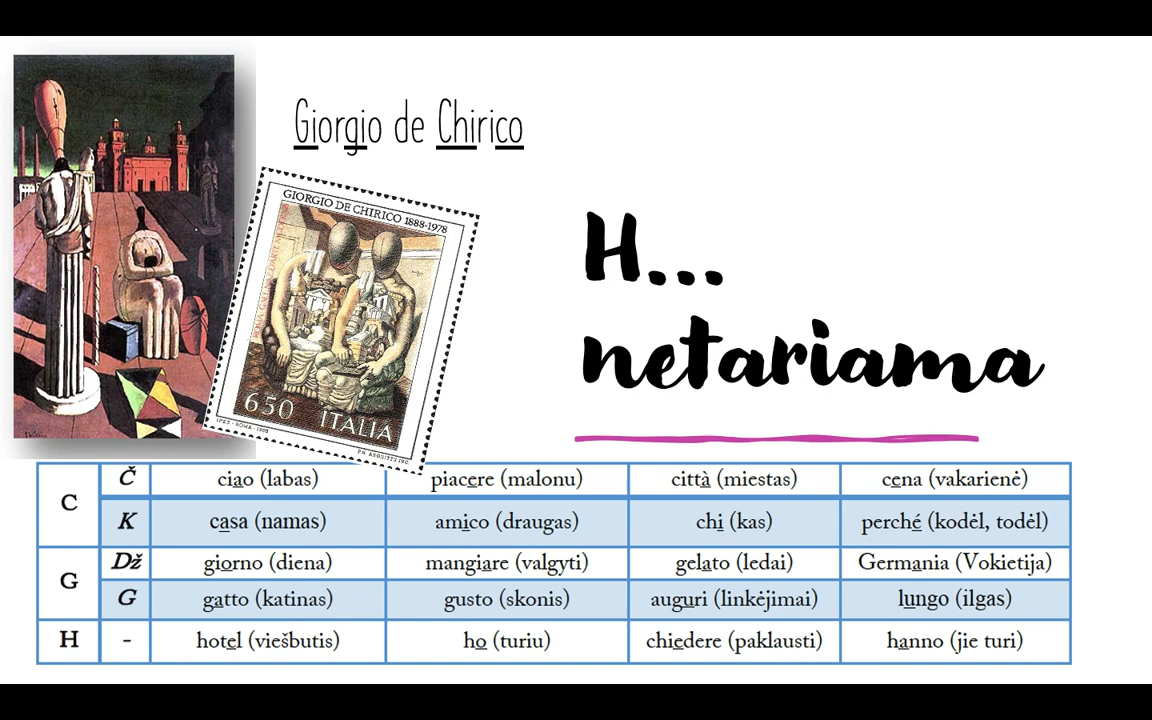 Giorgio de Chirico
GIORGIO DE CHIRICO 1888-1978
650 ITALIA
H...
netariama
C
Č ciao (labas) piacere (malonu) città (miestas) cena (vakarienė)
K casa (namas) amico (draugas) chi (kas) perché (kodėl, todėl)
G
Dž giorno (diena) mangiare (valgyti) gelato (ledai) Germania (Vokietija)
G gatto (katinas) gusto (skonis) auguri (linkėjimai) lungo (ilgas)
H - hotel (viešbutis) ho (turiu) chiedere (paklausti) hanno (jie turi)